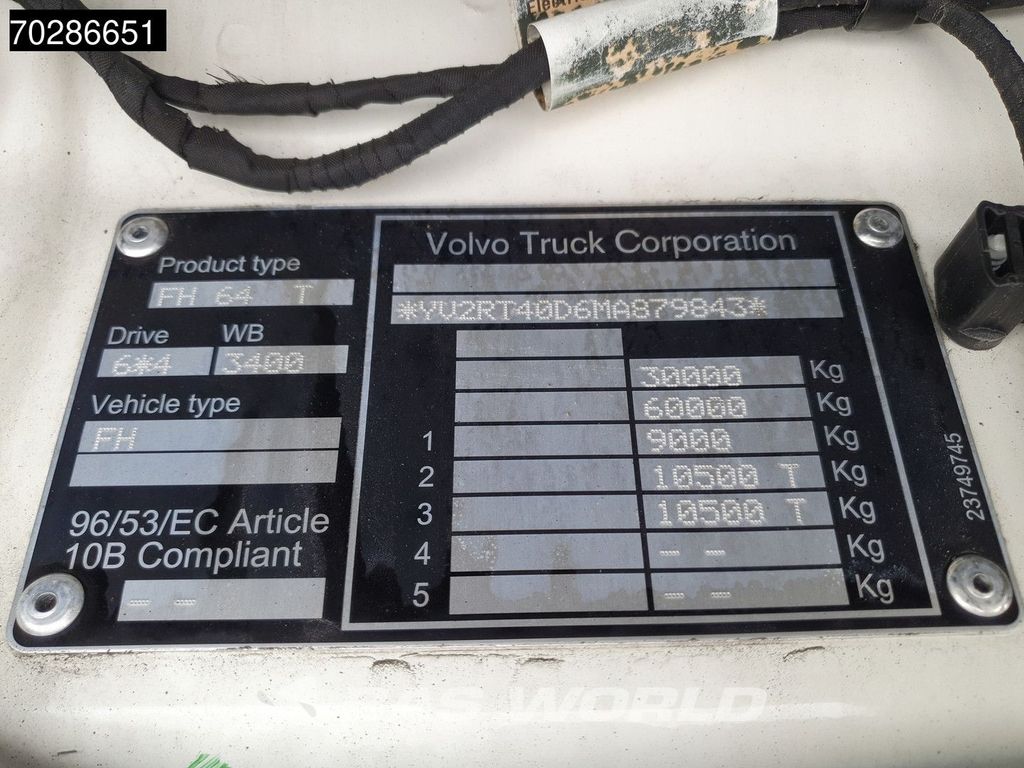 70286651
Volvo Truck Corporation
Product type
FH 64 T
*YV2RT40D6MA879843*
Drive WB
6*4 3400
30000 Kg
60000 Kg
Vehicle type
FH
1 9000 Kg
2 10500 T Kg
3 10500 T Kg
4 -- -- Kg
5 -- -- Kg
96/53/EC Article
10B Compliant
-- --
23749745
BAS WORLD